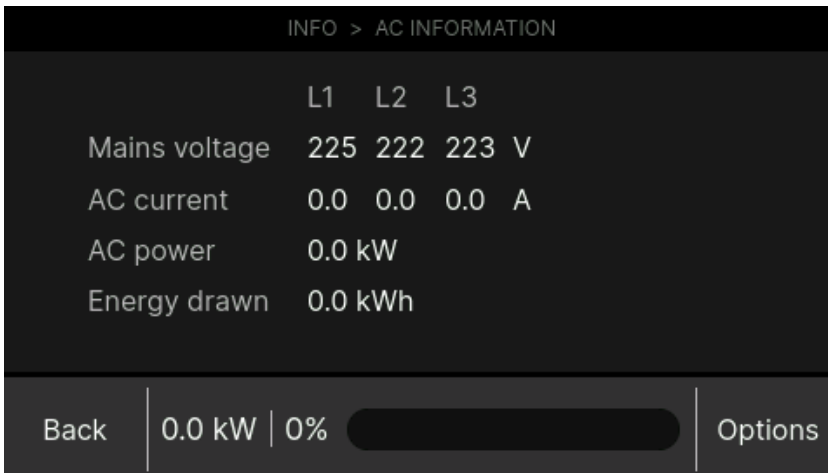 INFO > AC INFORMATION
L1 L2 L3
Mains voltage 225 222 223 V
AC current 0.0 0.0 0.0 A
AC power 0.0 kW
Energy drawn 0.0 kWh
Back 0.0 kW | 0% Options